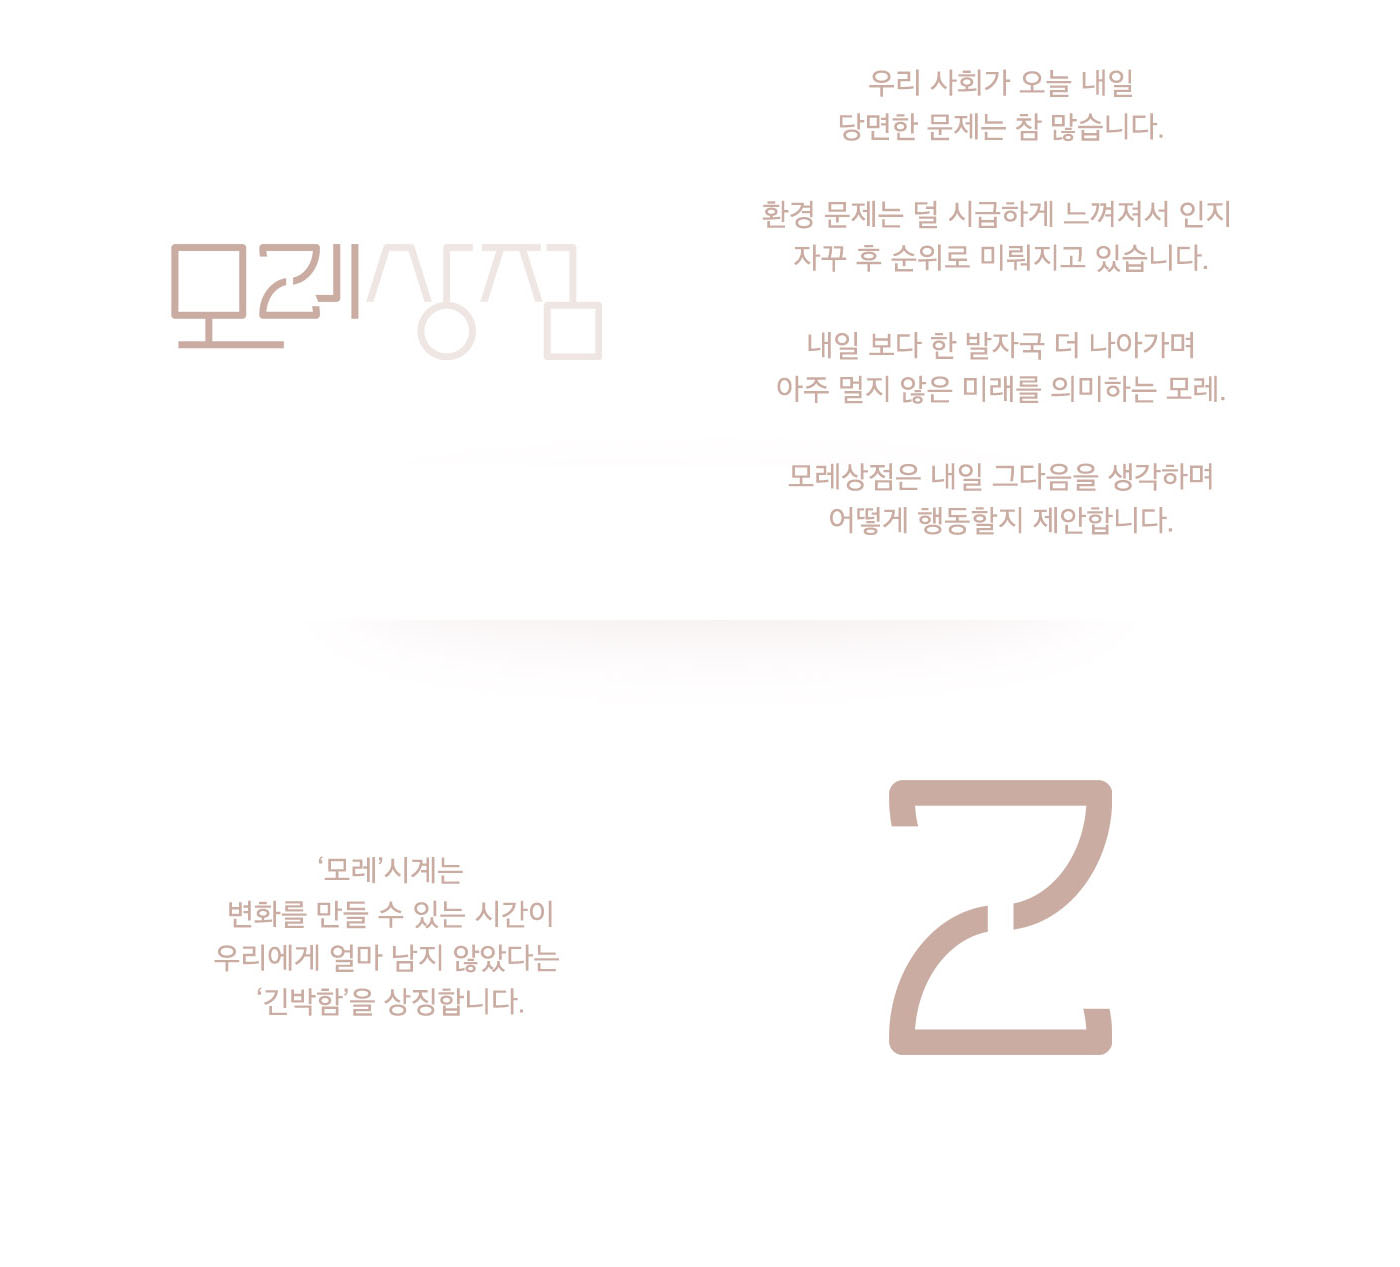 모레상점
우리 사회가 오늘 내일
당면한 문제는 참 많습니다.
환경 문제는 덜 시급하게 느껴져서 인지
자꾸 후 순위로 미뤄지고 있습니다.
내일 보다 한 발자국 더 나아가며
아주 멀지 않은 미래를 의미하는 모레.
모레상점은 내일 그다음을 생각하며
어떻게 행동할지 제안합니다.
‘모레’시계는
변화를 만들 수 있는 시간이
우리에게 얼마 남지 않았다는
‘긴박함’을 상징합니다.